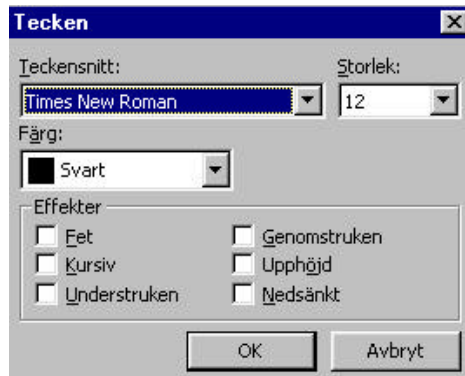 Tecken
Teckensnitt: Storlek:
Times New Roman 12
Färg:
Svart
Effekter
Fet Genomstruken
Kursiv Upphöjd
Understruken Nedsänkt
OK Avbryt